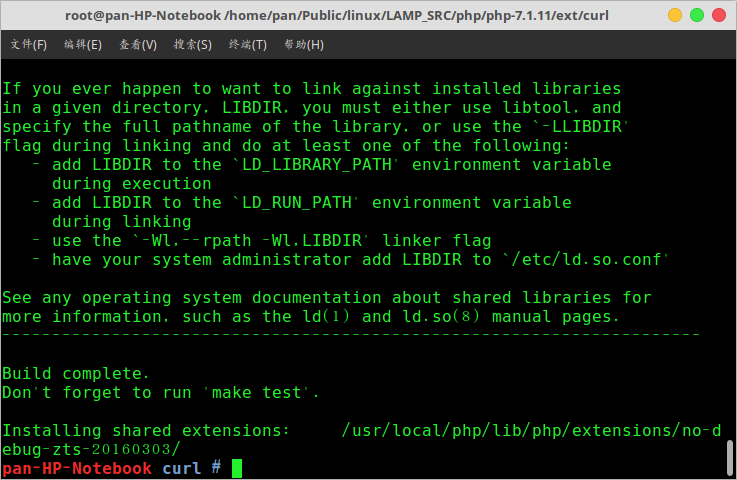 root@pan-HP-Notebook /home/pan/Public/linux/LAMP_SRC/php/php-7.1.11/ext/curl
文件(F) 编辑(E) 查看(V) 搜索(S) 终端(T) 帮助(H)
If you ever happen to want to link against installed libraries
in a given directory, LIBDIR, you must either use libtool, and
specify the full pathname of the library, or use the `-LLIBDIR'
flag during linking and do at least one of the following:
- add LIBDIR to the `LD_LIBRARY_PATH' environment variable
during execution
- add LIBDIR to the `LD_RUN_PATH' environment variable
during linking
- use the `-Wl,--rpath -Wl,LIBDIR' linker flag
- have your system administrator add LIBDIR to `/etc/ld.so.conf'
See any operating system documentation about shared libraries for
more information, such as the ld(1) and ld.so(8) manual pages.
----------------------------------------------------------------------
Build complete.
Don't forget to run 'make test'.
Installing shared extensions: /usr/local/php/lib/php/extensions/no-d
ebug-zts-20160303/
pan-HP-Notebook curl #